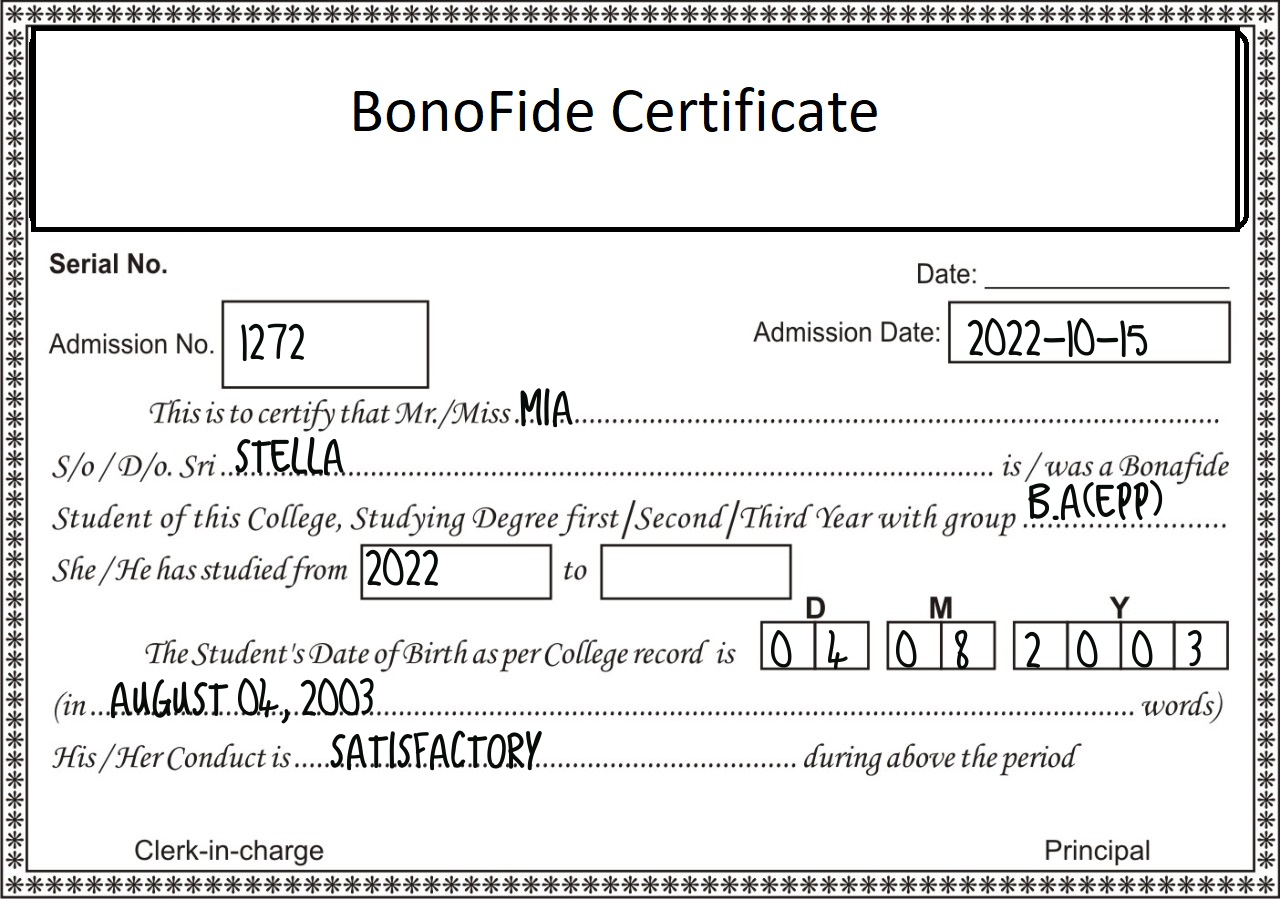 BonoFide Certificate
Serial No.
Date:
Admission No. 1272
Admission Date: 2022-10-15
This is to certify that Mr./Miss MIA
S/o / D/o. Sri STELLA is / was a Bonafide
Student of this College, Studying Degree first/Second/Third Year with group B.A(EPP)
She / He has studied from 2022 to
D M Y
The Student's Date of Birth as per College record is 0 4 0 8 2 0 0 3
(in AUGUST 04, 2003 words)
His / Her Conduct is SATISFACTORY during above the period
Clerk-in-charge Principal